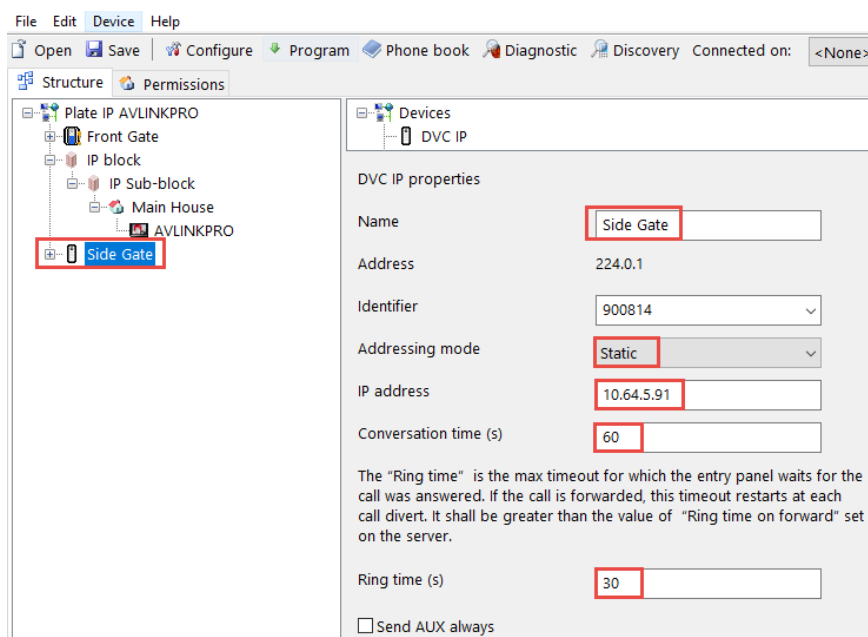 File Edit Device Help
Open Save Configure Program Phone book Diagnostic Discovery Connected on: <None>
Structure Permissions
Plate IP AVLINKPRO
Front Gate
IP block
IP Sub-block
Main House
AVLINKPRO
Side Gate
Devices
DVC IP
DVC IP properties
Name Side Gate
Address 224.0.1
Identifier 900814
Addressing mode Static
IP address 10.64.5.91
Conversation time (s) 60
The “Ring time” is the max timeout for which the entry panel waits for the
call was answered. If the call is forwarded, this timeout restarts at each
call divert. It shall be greater than the value of “Ring time on forward” set
on the server.
Ring time (s) 30
Send AUX always